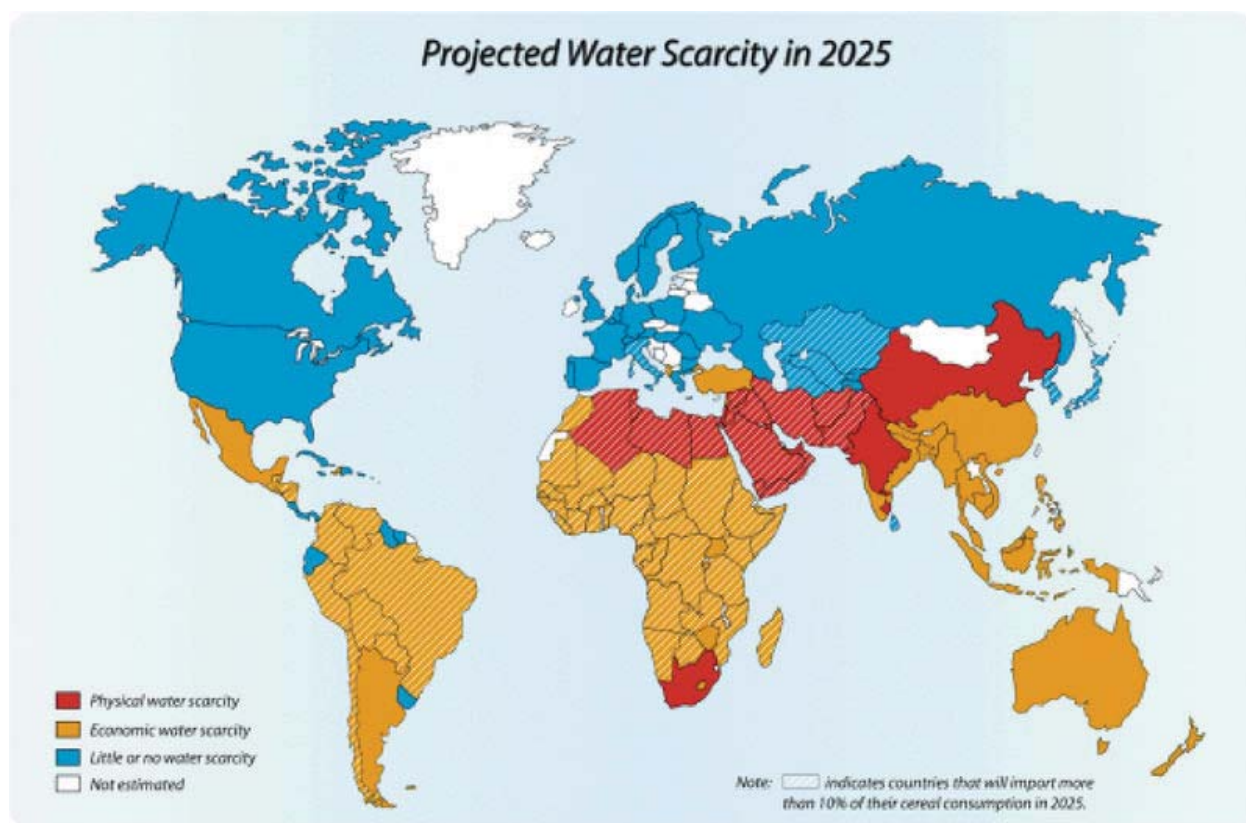 Projected Water Scarcity in 2025
Physical water scarcity
Economic water scarcity
Little or no water scarcity
Not estimated
Note: indicates countries that will import more
than 10% of their cereal consumption in 2025.